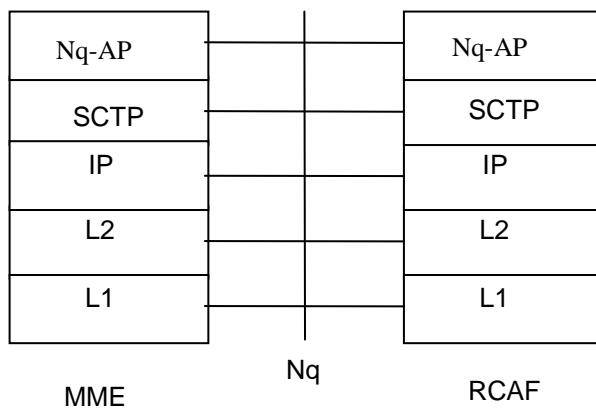 Nq-AP Nq-AP
SCTP SCTP
IP IP
L2 L2
L1 L1
Nq
MME RCAF